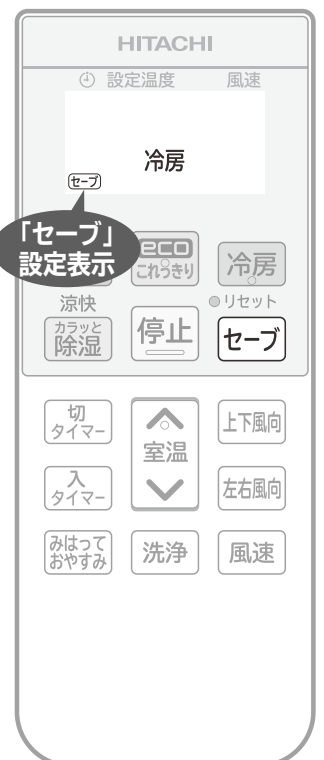 HITACHI
設定温度 風速
冷房
セーブ
「セーブ」
設定表示
eco
これっきり
冷房
涼快
リセット
カラッと
除湿
停止
セーブ
切
タイマー
室温
上下風向
入
タイマー
左右風向
みはって
おやすみ
洗浄
風速